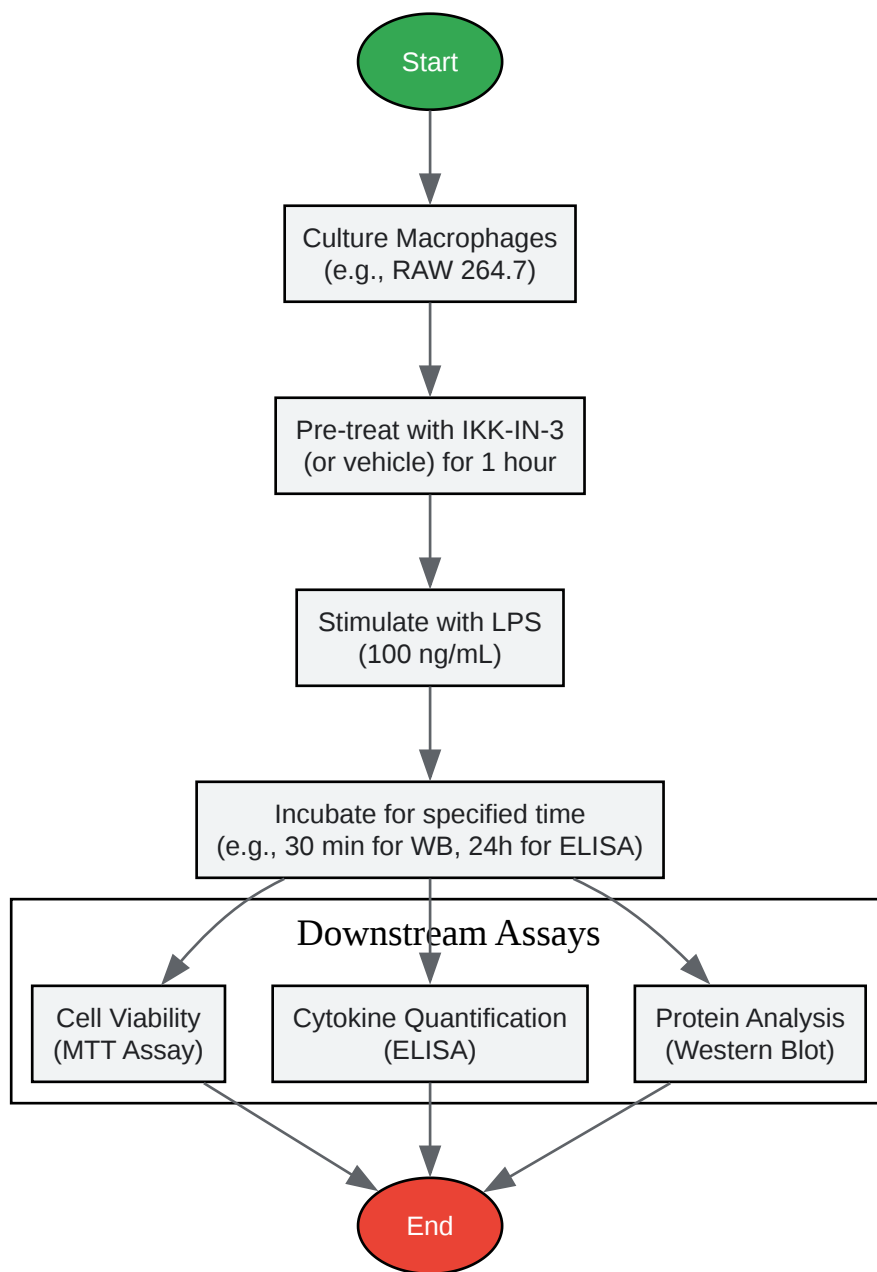 Start
Culture Macrophages
(e.g., RAW 264.7)
Pre-treat with IKK-IN-3
(or vehicle) for 1 hour
Stimulate with LPS
(100 ng/mL)
Incubate for specified time
(e.g., 30 min for WB, 24h for ELISA)
Downstream Assays
Cell Viability
(MTT Assay)
Cytokine Quantification
(ELISA)
Protein Analysis
(Western Blot)
End